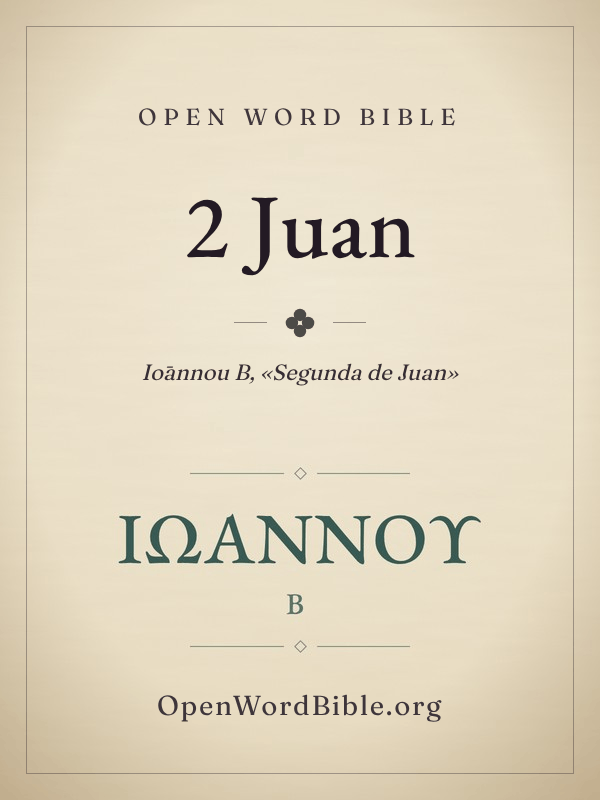 OPEN WORD BIBLE
2 Juan
Ioānnou B, «Segunda de Juan»
ΙΩΑΝΝΟΥ
Β
OpenWordBible.org